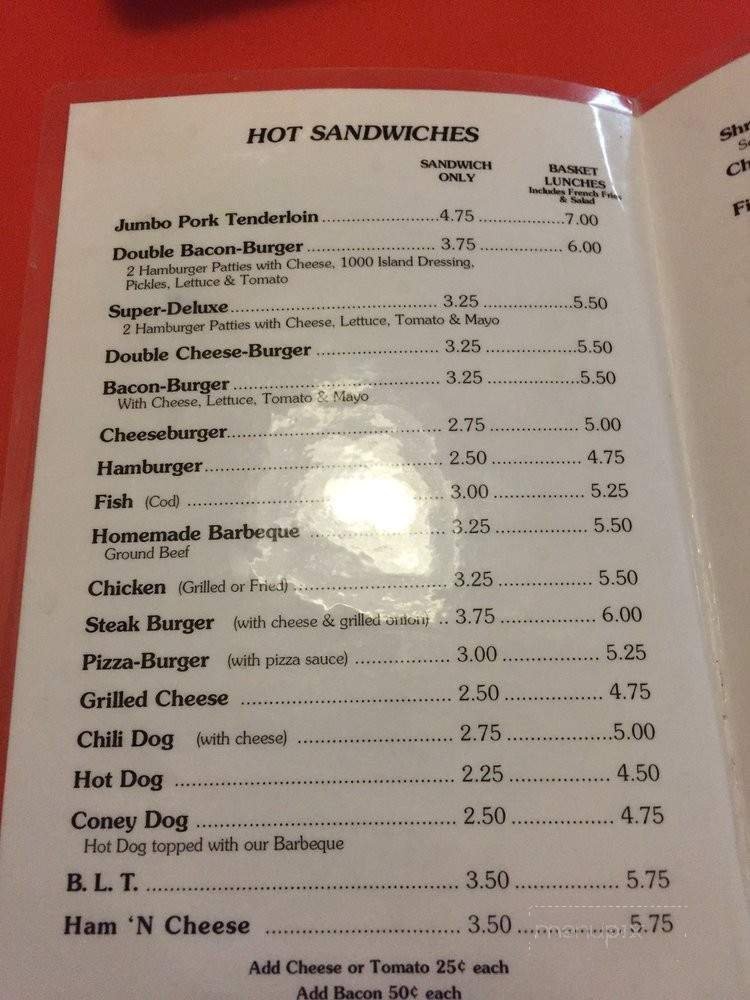 HOT SANDWICHES
SANDWICH ONLY
BASKET LUNCHES
Includes French Fries & Salad
Jumbo Pork Tenderloin 4.75 7.00
Double Bacon-Burger 3.75 6.00
2 Hamburger Patties with Cheese, 1000 Island Dressing,
Pickles, Lettuce & Tomato
Super-Deluxe 3.25 5.50
2 Hamburger Patties with Cheese, Lettuce, Tomato & Mayo
Double Cheese-Burger 3.25 5.50
Bacon-Burger 3.25 5.50
With Cheese, Lettuce, Tomato & Mayo
Cheeseburger 2.75 5.00
Hamburger 2.50 4.75
Fish (Cod) 3.00 5.25
Homemade Barbeque 3.25 5.50
Ground Beef
Chicken (Grilled or Fried) 3.25 5.50
Steak Burger (with cheese & grilled onion) 3.75 6.00
Pizza-Burger (with pizza sauce) 3.00 5.25
Grilled Cheese 2.50 4.75
Chili Dog (with cheese) 2.75 5.00
Hot Dog 2.25 4.50
Coney Dog 2.50 4.75
Hot Dog topped with our Barbeque
B. L. T. 3.50 5.75
Ham 'N Cheese 3.50 5.75
Add Cheese or Tomato 25¢ each
Add Bacon 50¢ each
menupix